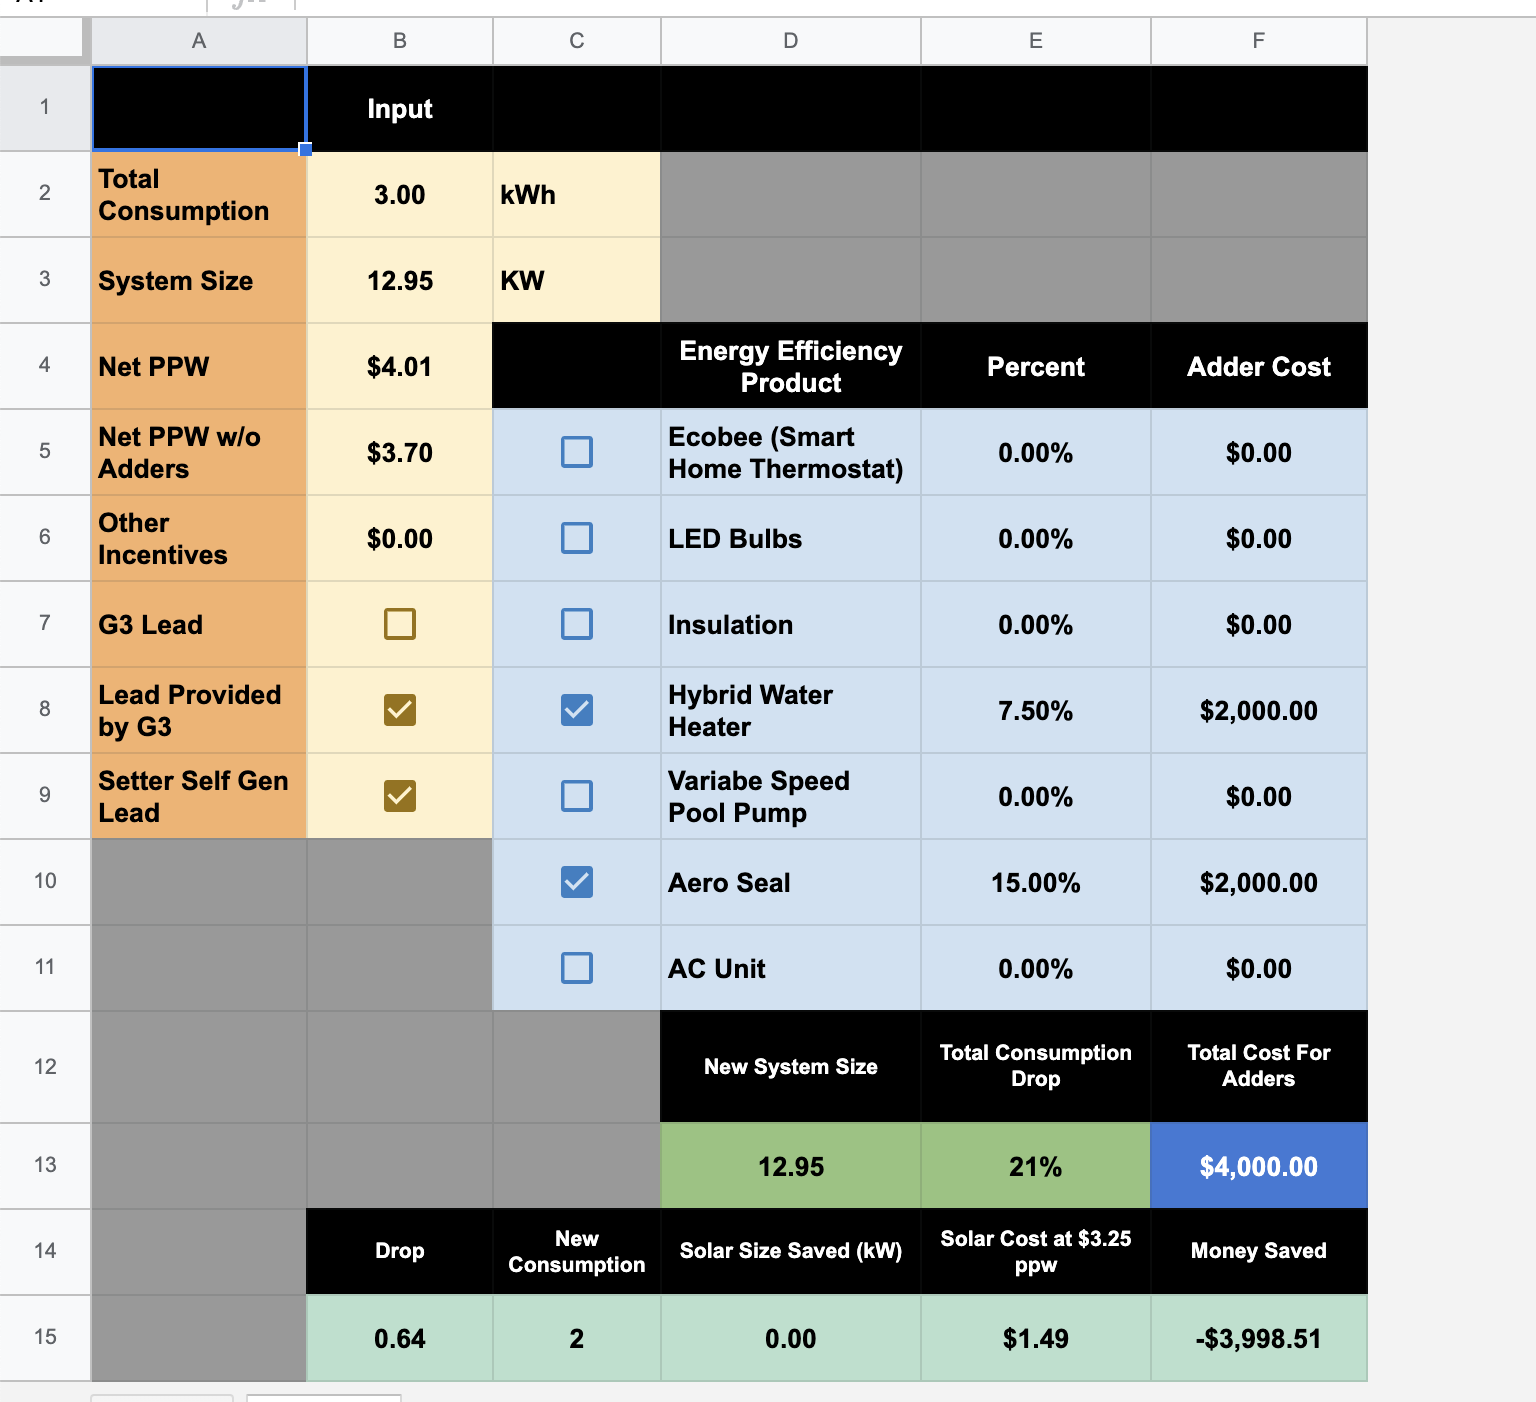 A B C D E F
1 Input
2 Total Consumption 3.00 kWh
3 System Size 12.95 KW
4 Net PPW $4.01 Energy Efficiency Product Percent Adder Cost
5 Net PPW w/o Adders $3.70 Ecobee (Smart Home Thermostat) 0.00% $0.00
6 Other Incentives $0.00 LED Bulbs 0.00% $0.00
7 G3 Lead Insulation 0.00% $0.00
8 Lead Provided by G3 Hybrid Water Heater 7.50% $2,000.00
9 Setter Self Gen Lead Variabe Speed Pool Pump 0.00% $0.00
10 Aero Seal 15.00% $2,000.00
11 AC Unit 0.00% $0.00
12 New System Size Total Consumption Drop Total Cost For Adders
13 12.95 21% $4,000.00
14 Drop New Consumption Solar Size Saved (kW) Solar Cost at $3.25 ppw Money Saved
15 0.64 2 0.00 $1.49 -$3,998.51